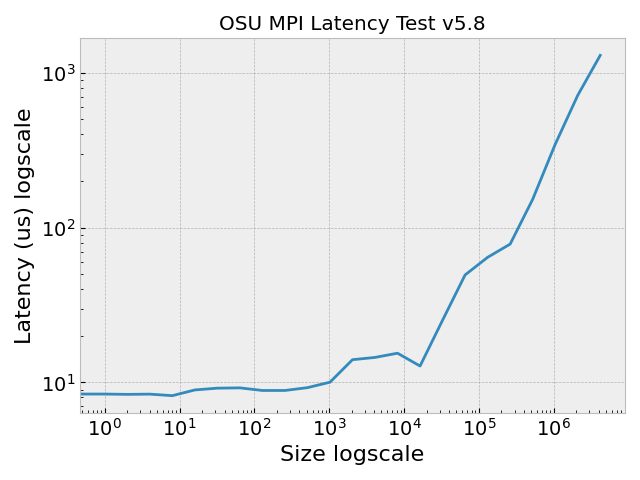 OSU MPI Latency Test v5.8
Latency (us) logscale
10³
10²
10¹
10⁰ 10¹ 10² 10³ 10⁴ 10⁵ 10⁶
Size logscale